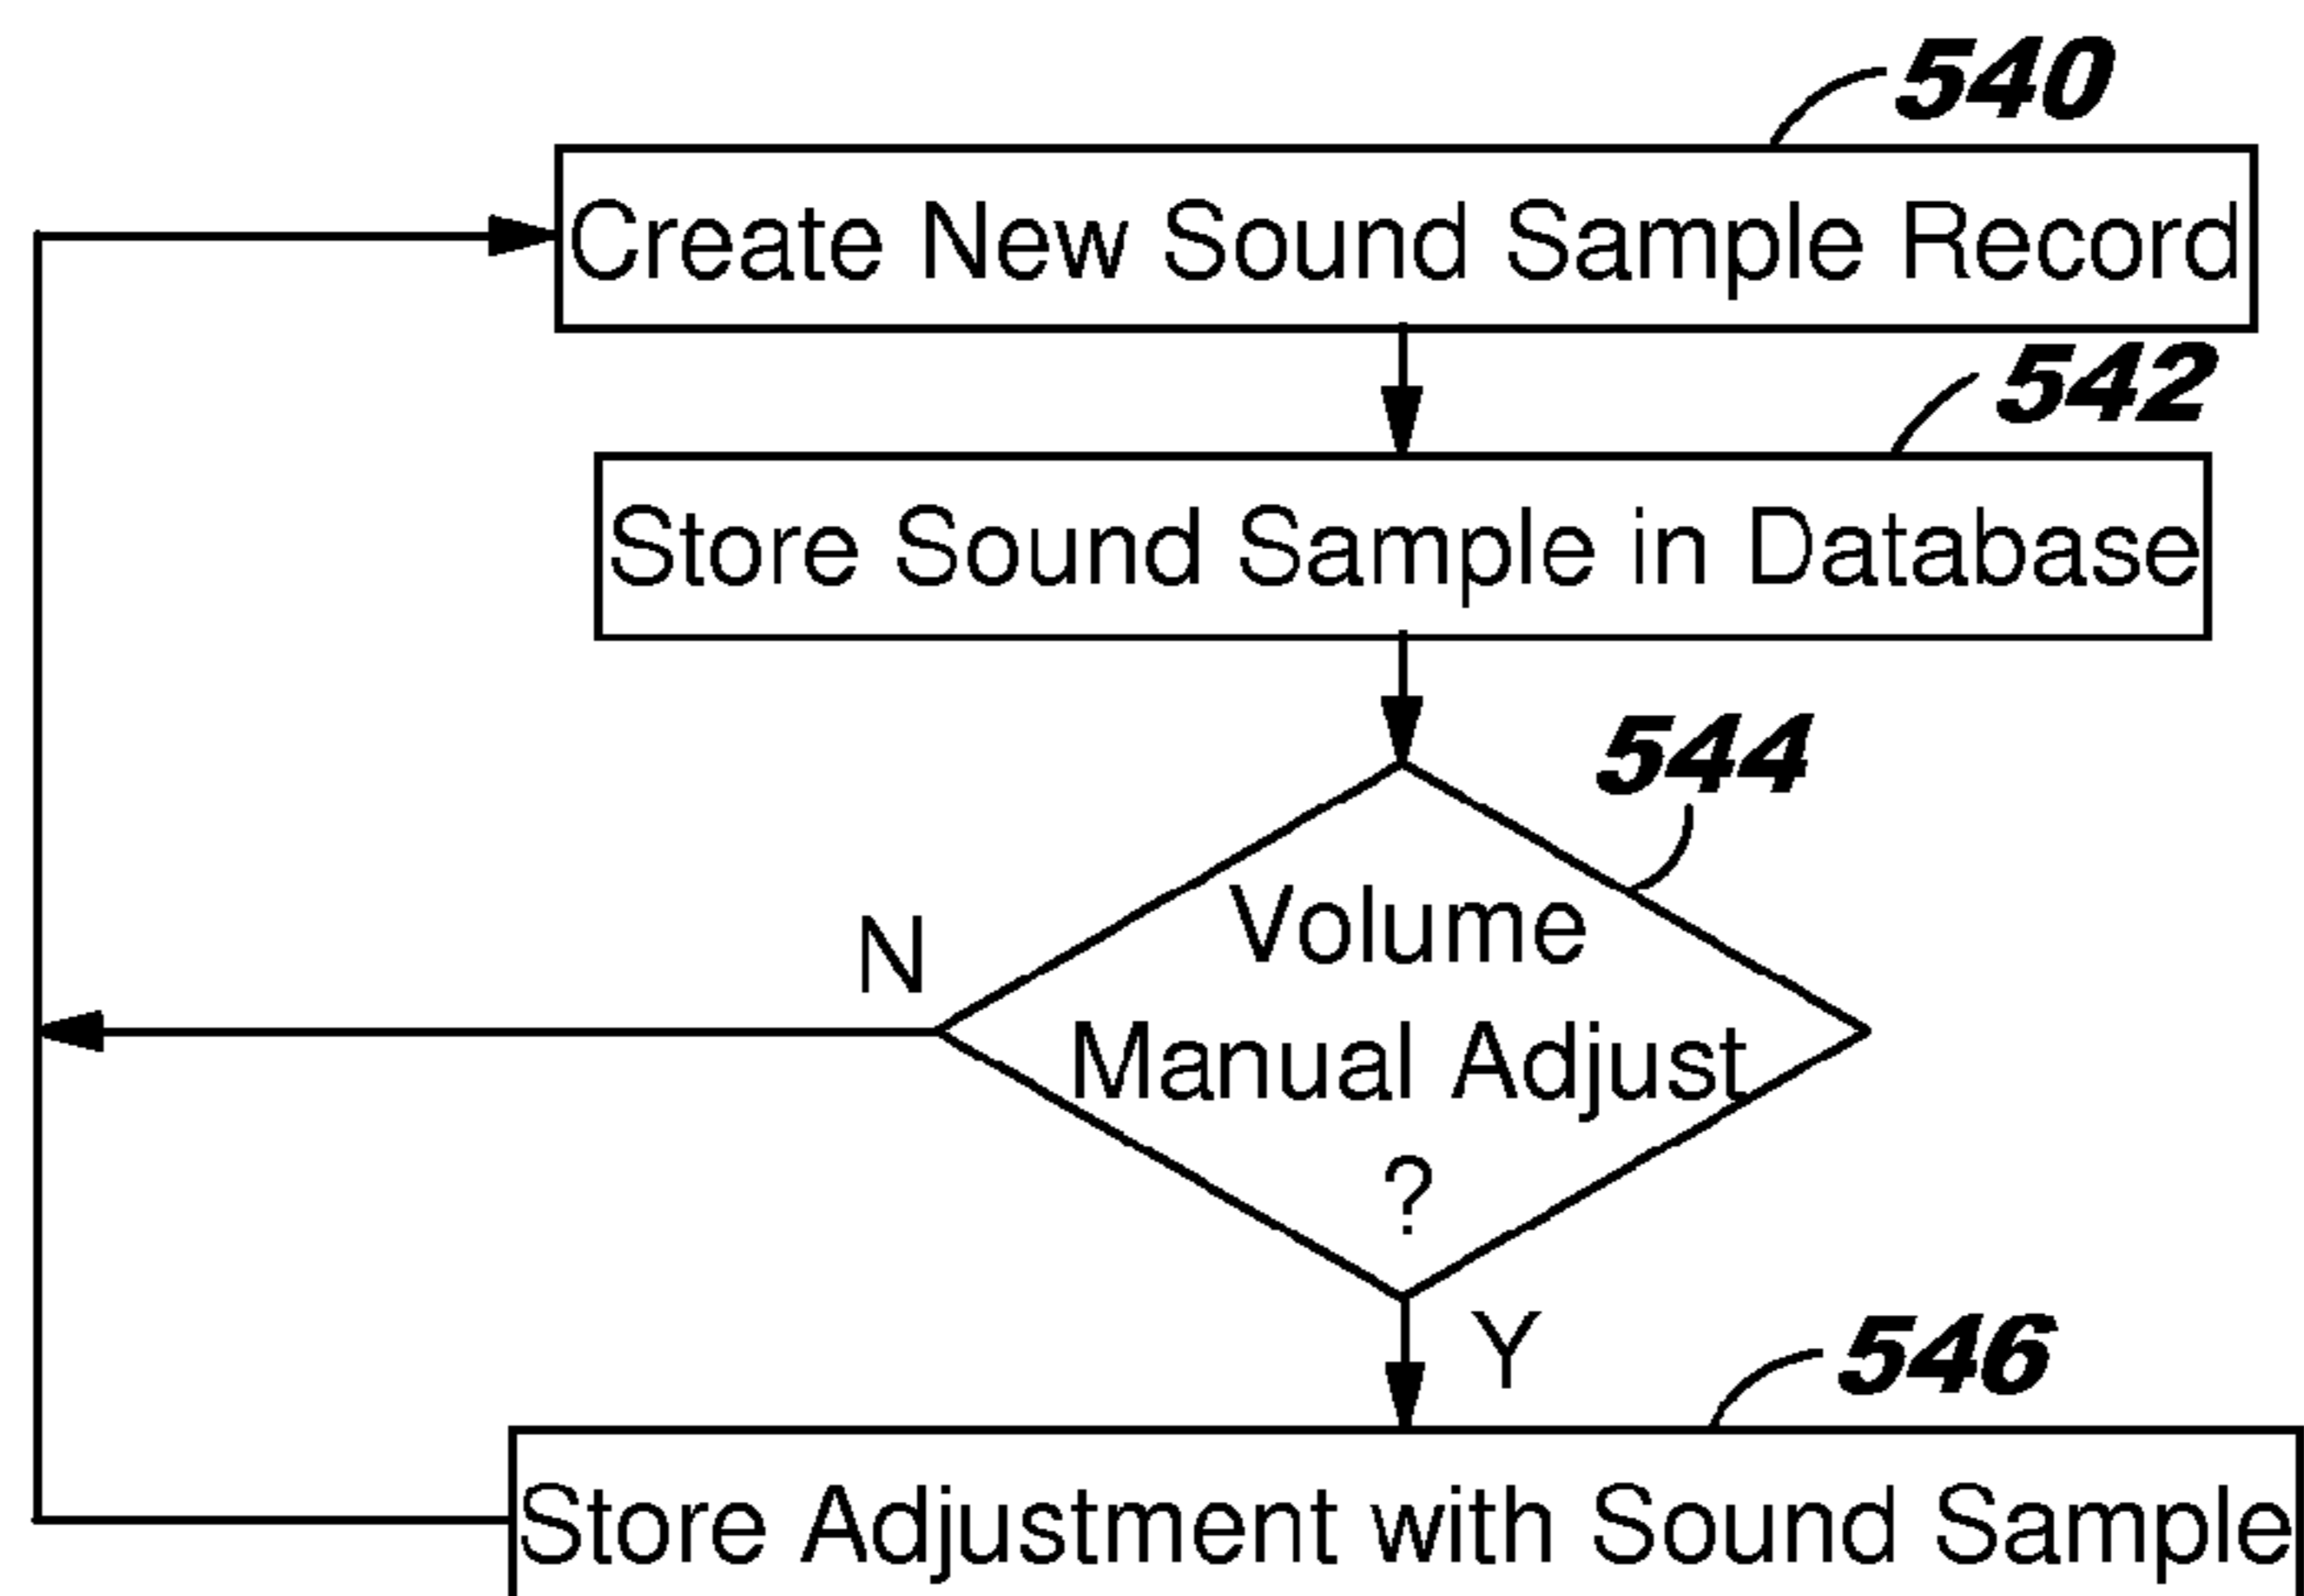 540
Create New Sound Sample Record
542
Store Sound Sample in Database
544
Volume
Manual Adjust
?
N
Y
546
Store Adjustment with Sound Sample